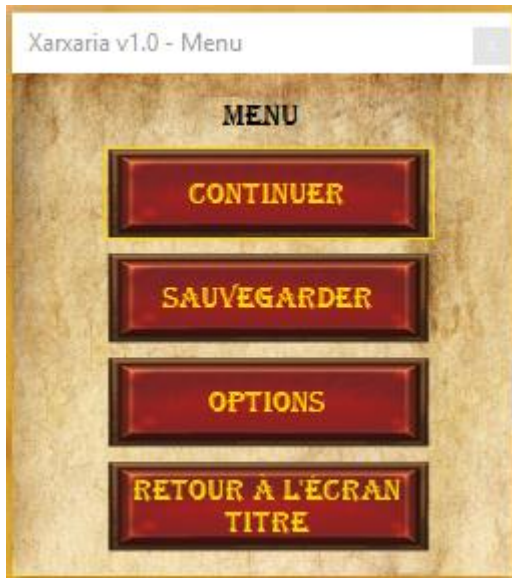 Xarxaria v1.0 - Menu
MENU
CONTINUER
SAUVEGARDER
OPTIONS
RETOUR À L'ÉCRAN
TITRE